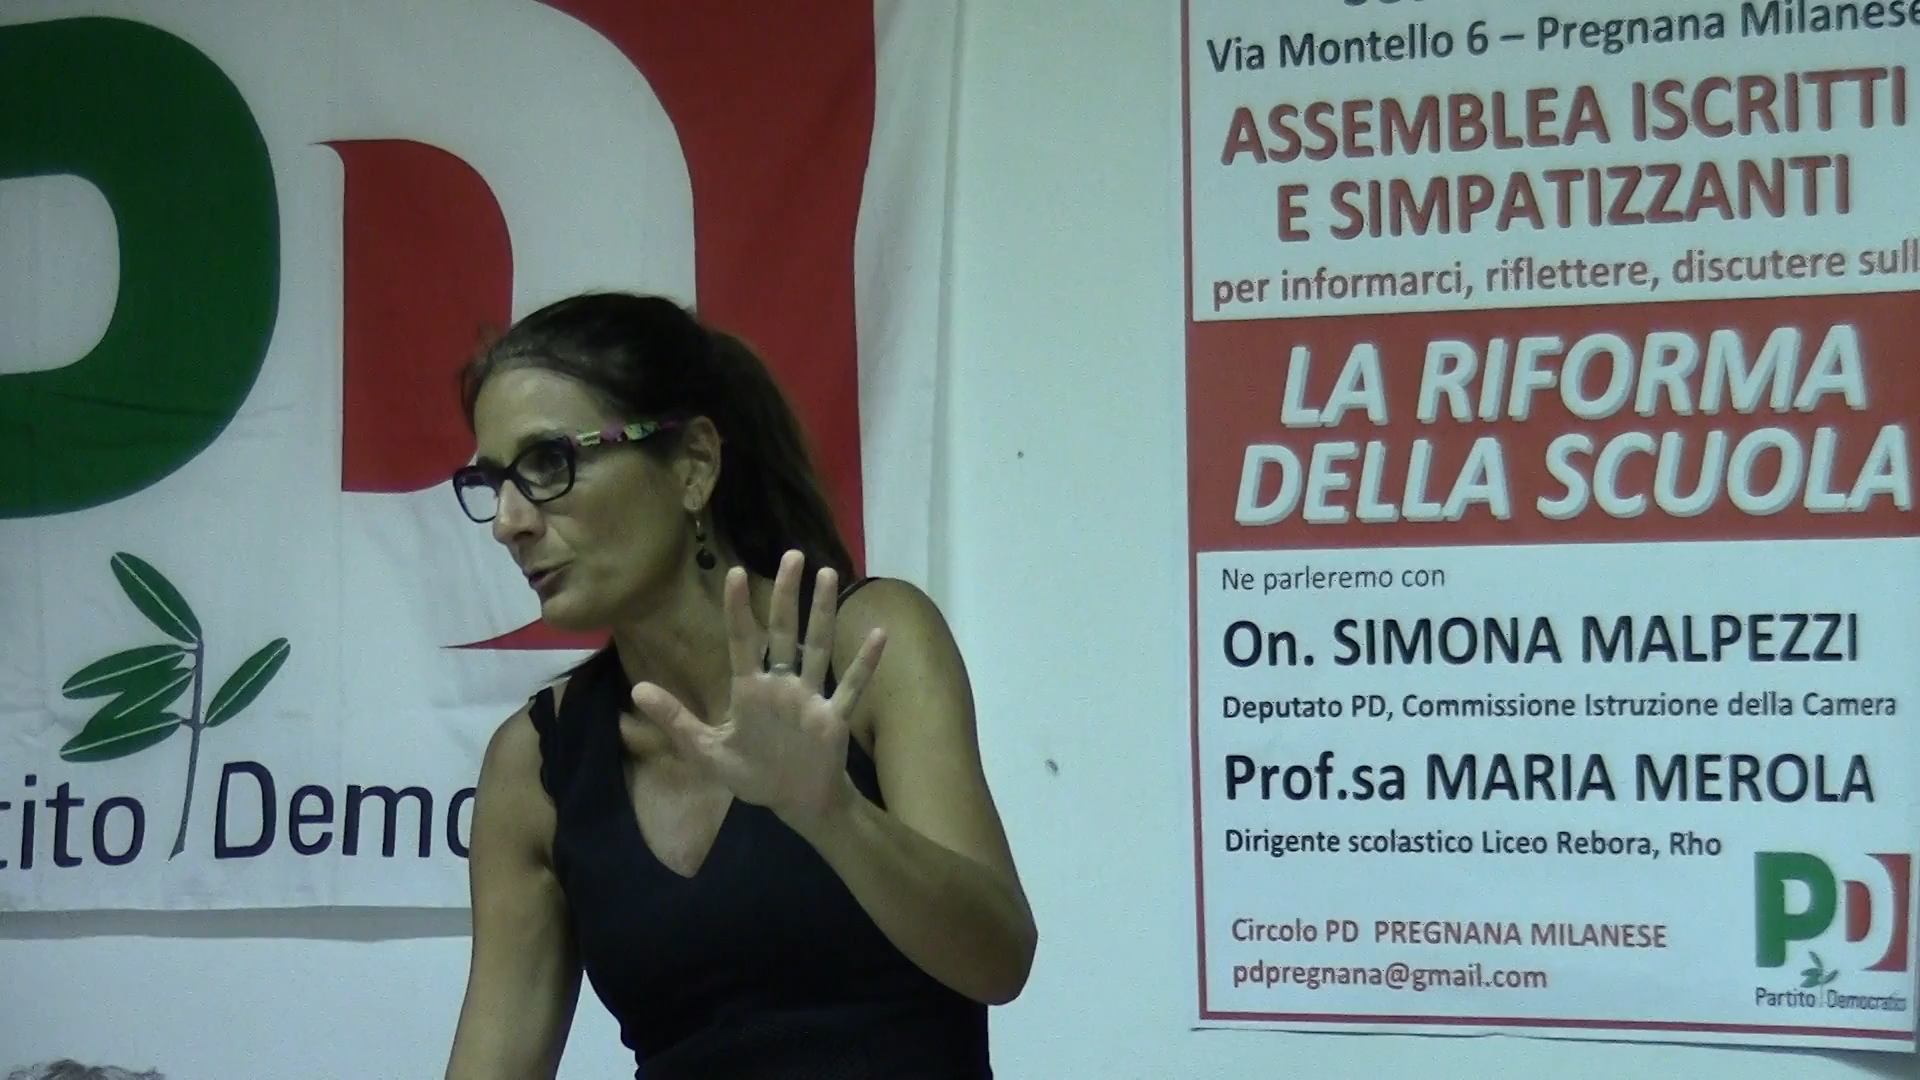 PD
tito Demo
Via Montello 6 – Pregnana Milanese
ASSEMBLEA ISCRITTI
E SIMPATIZZANTI
per informarci, riflettere, discutere sull
LA RIFORMA
DELLA SCUOLA
Ne parleremo con
On. SIMONA MALPEZZI
Deputato PD, Commissione Istruzione della Camera
Prof.sa MARIA MEROLA
Dirigente scolastico Liceo Rebora, Rho
Circolo PD PREGNANA MILANESE
pdpregnana@gmail.com
PD
Partito Democratico